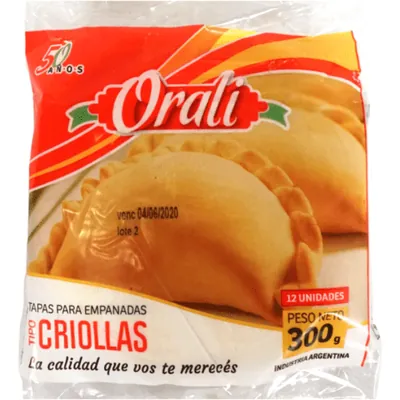 50
AÑOS
Orali
venc 04/06/2020
lote 2
12 UNIDADES
PESO NETO
300g
INDUSTRIA ARGENTINA
TAPAS PARA EMPANADAS
TIPO CRIOLLAS
La calidad que vos te merecés